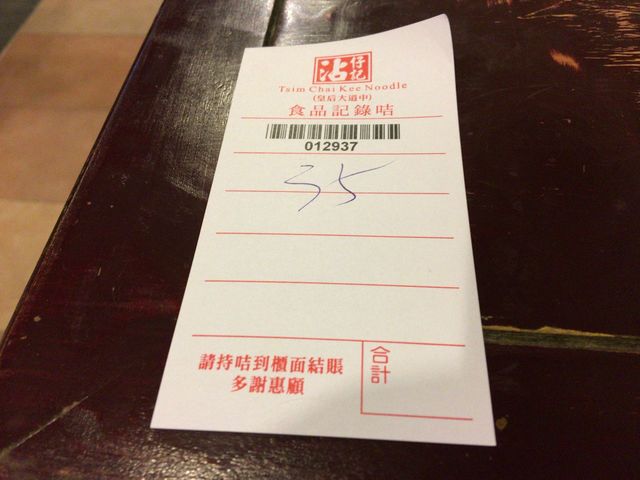 沾仔記
Tsim Chai Kee Noodle
(皇后大道中)
食品記錄咭
012937
35
請持咭到櫃面結賬
多謝惠顧
合計